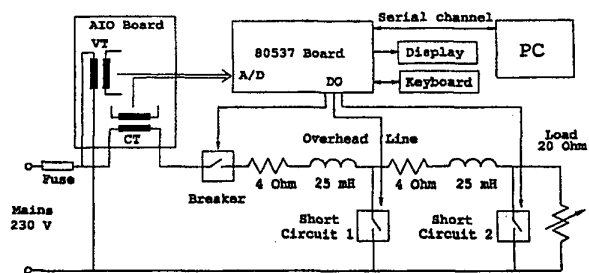 AIO Board
VT
CT
Serial channel
80537 Board
A/D
DG
Display
Keyboard
PC
Overhead Line
Load
20 Ohm
Fuse
Breaker
4 Ohm
25 mH
4 Ohm
25 mH
Mains
230 V
Short
Circuit 1
Short
Circuit 2